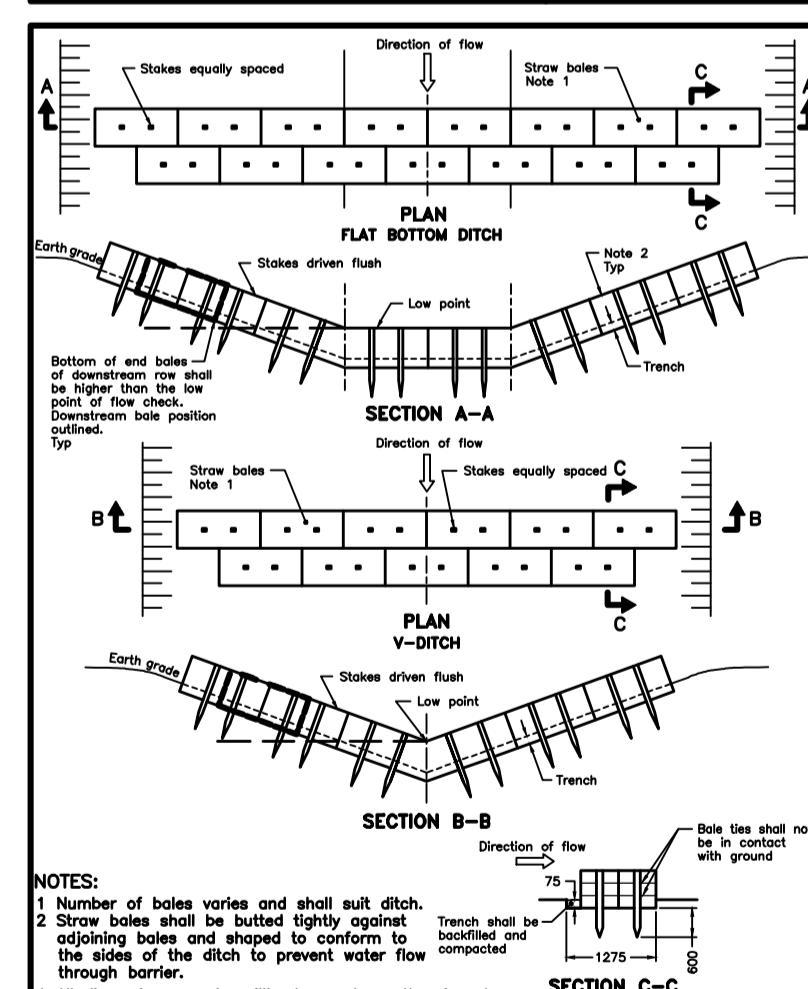 Direction of flow
Stakes equally spaced
Straw bales
Note 1
C
A
PLAN
FLAT BOTTOM DITCH
C
Earth grade
Stakes driven flush
Note 2
Typ
Low point
Trench
Bottom of end bales
of downstream row shall
be higher than the low
point of flow check.
Downstream bale position
outlined.
Typ
SECTION A-A
Direction of flow
Straw bales
Note 1
Stakes equally spaced
C
B
B
PLAN
V-DITCH
C
Earth grade
Stakes driven flush
Low point
Trench
SECTION B-B
Direction of flow
Bale ties shall
be in contact
with ground
75
Trench shall be
backfilled and
compacted
1275
600
SECTION C-C
NOTES:
1 Number of bales varies and shall suit ditch.
2 Straw bales shall be butted tightly against
adjoining bales and shaped to conform to
the sides of the ditch to prevent water flow
through barrier.